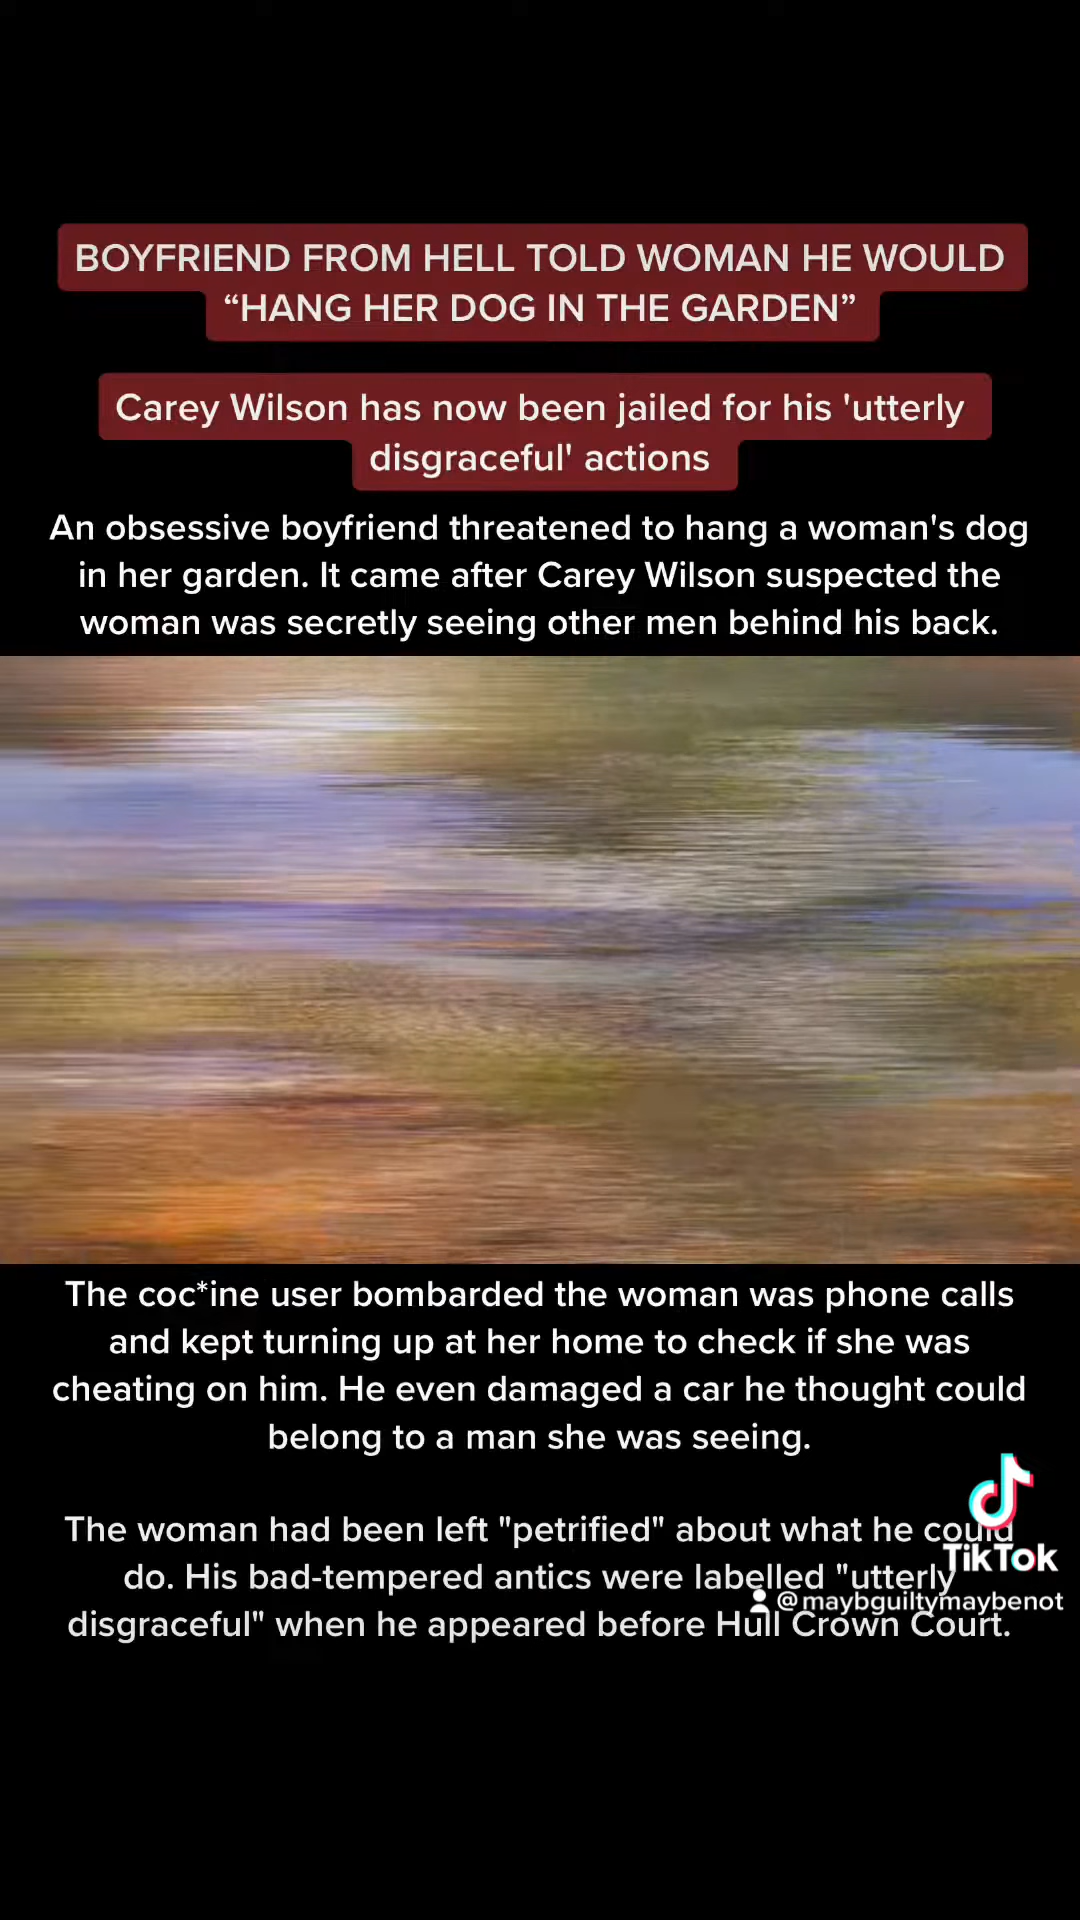 BOYFRIEND FROM HELL TOLD WOMAN HE WOULD
“HANG HER DOG IN THE GARDEN”
Carey Wilson has now been jailed for his 'utterly
disgraceful' actions
An obsessive boyfriend threatened to hang a woman's dog
in her garden. It came after Carey Wilson suspected the
woman was secretly seeing other men behind his back.
The coc*ine user bombarded the woman was phone calls
and kept turning up at her home to check if she was
cheating on him. He even damaged a car he thought could
belong to a man she was seeing.
The woman had been left "petrified" about what he could
do. His bad-tempered antics were labelled "utterly
disgraceful" when he appeared before Hull Crown Court.
TikTok
@maybguiltymaybenot